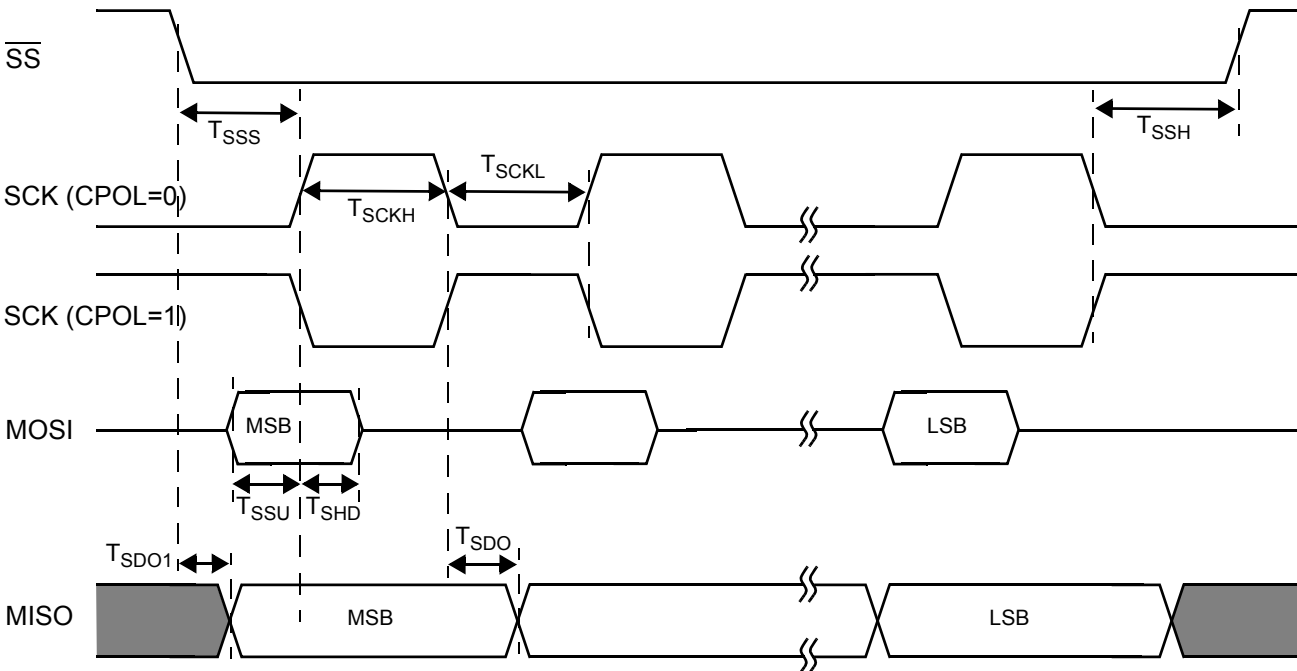 SS
TSSS
TSSH
TSCKL
SCK (CPOL=0)
TSCKH
SCK (CPOL=1)
MOSI
MSB
LSB
TSSU
TSHD
TSDO1
TSDO
MISO
MSB
LSB